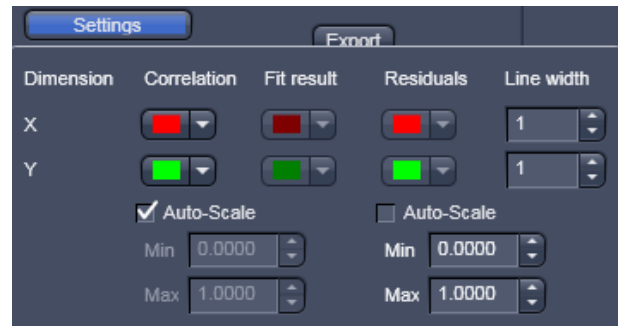 Settings
Export
Dimension Correlation Fit result Residuals Line width
X 1
Y 1
Auto-Scale Auto-Scale
Min 0.0000 Min 0.0000
Max 1.0000 Max 1.0000